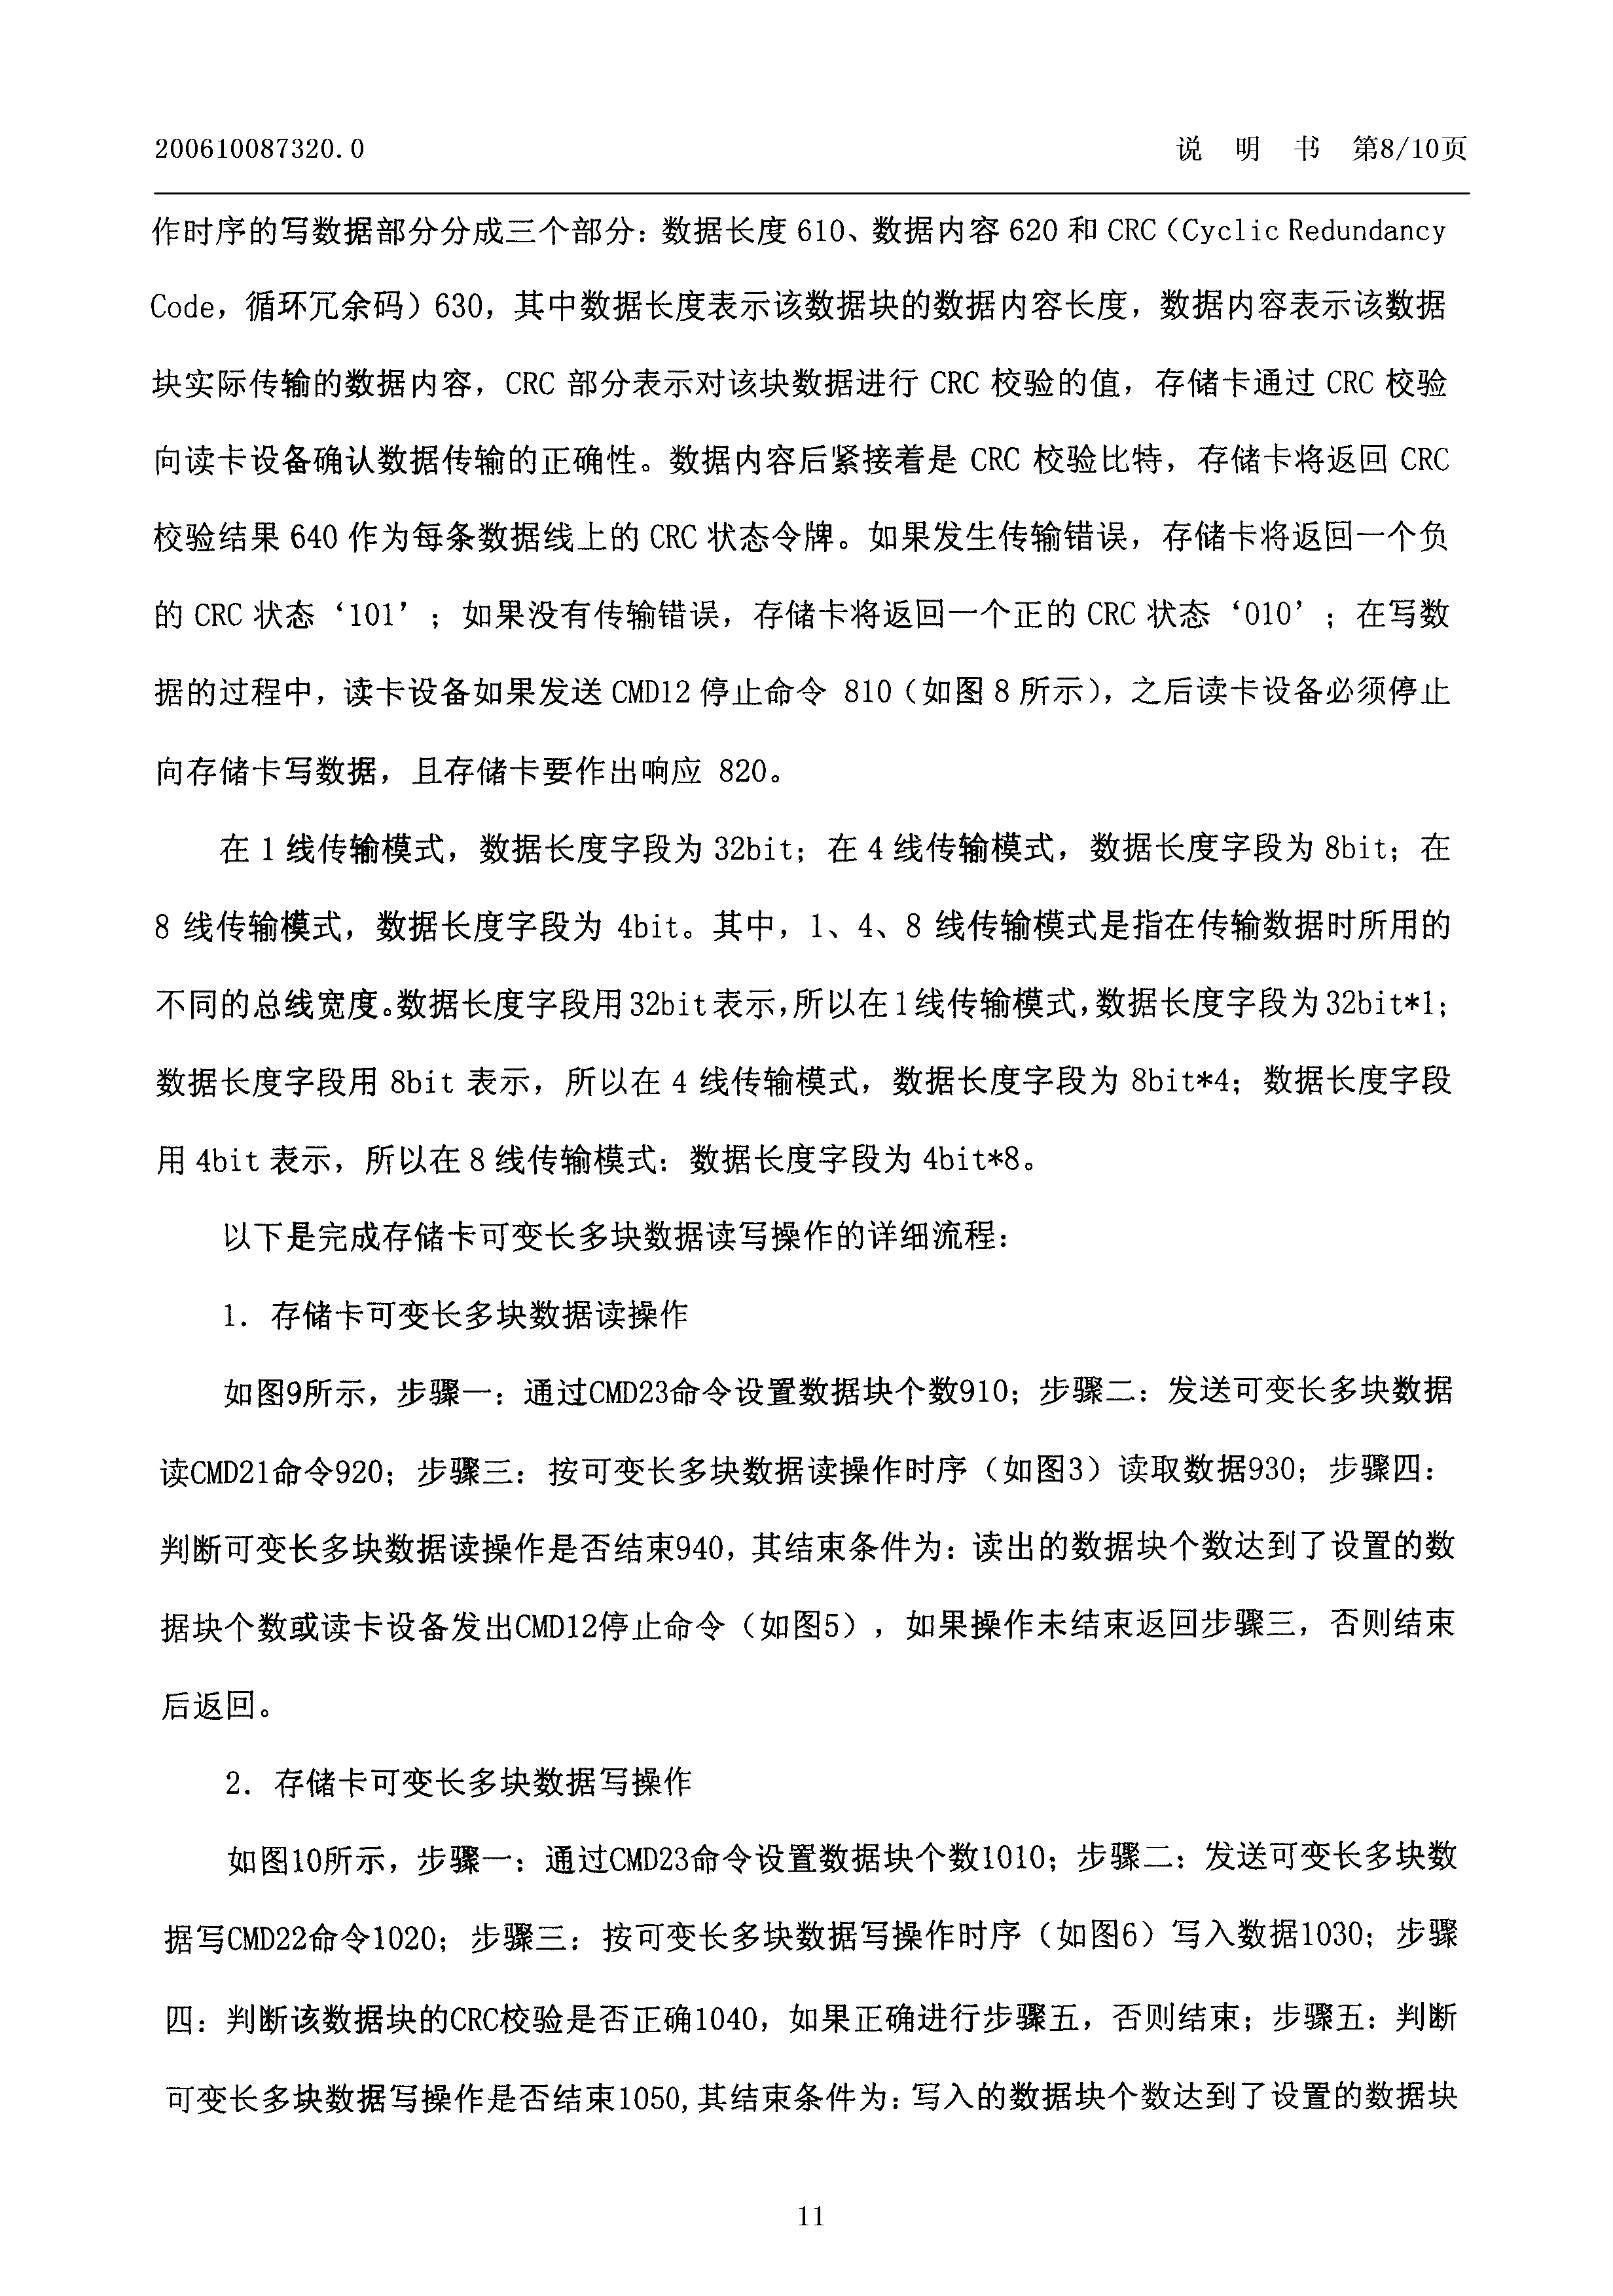 200610087320.0
说 明 书 第8/10页
作时序的写数据部分分成三个部分：数据长度 610、数据内容 620 和 CRC（Cyclic Redundancy
Code，循环冗余码）630，其中数据长度表示该数据块的数据内容长度，数据内容表示该数据
块实际传输的数据内容，CRC 部分表示对该块数据进行 CRC 校验的值，存储卡通过 CRC 校验
向读卡设备确认数据传输的正确性。数据内容后紧接着是 CRC 校验比特，存储卡将返回 CRC
校验结果 640 作为每条数据线上的 CRC 状态令牌。如果发生传输错误，存储卡将返回一个负
的 CRC 状态‘101’；如果没有传输错误，存储卡将返回一个正的 CRC 状态‘010’；在写数
据的过程中，读卡设备如果发送 CMD12 停止命令 810（如图 8 所示），之后读卡设备必须停止
向存储卡写数据，且存储卡要作出响应 820。
在 1 线传输模式，数据长度字段为 32bit；在 4 线传输模式，数据长度字段为 8bit；在
8 线传输模式，数据长度字段为 4bit。其中，1、4、8 线传输模式是指在传输数据时所用的
不同的总线宽度。数据长度字段用 32bit 表示，所以在 1 线传输模式，数据长度字段为 32bit*1；
数据长度字段用 8bit 表示，所以在 4 线传输模式，数据长度字段为 8bit*4；数据长度字段
用 4bit 表示，所以在 8 线传输模式：数据长度字段为 4bit*8。
以下是完成存储卡可变长多块数据读写操作的详细流程：
1. 存储卡可变长多块数据读操作
如图9所示，步骤一：通过CMD23命令设置数据块个数910；步骤二：发送可变长多块数据
读CMD21命令920；步骤三：按可变长多块数据读操作时序（如图3）读取数据930；步骤四：
判断可变长多块数据读操作是否结束940，其结束条件为：读出的数据块个数达到了设置的数
据块个数或读卡设备发出CMD12停止命令（如图5），如果操作未结束返回步骤三，否则结束
后返回。
2. 存储卡可变长多块数据写操作
如图10所示，步骤一：通过CMD23命令设置数据块个数1010；步骤二：发送可变长多块数
据写CMD22命令1020；步骤三：按可变长多块数据写操作时序（如图6）写入数据1030；步骤
四：判断该数据块的CRC校验是否正确1040，如果正确进行步骤五，否则结束；步骤五：判断
可变长多块数据写操作是否结束1050，其结束条件为：写入的数据块个数达到了设置的数据块
11